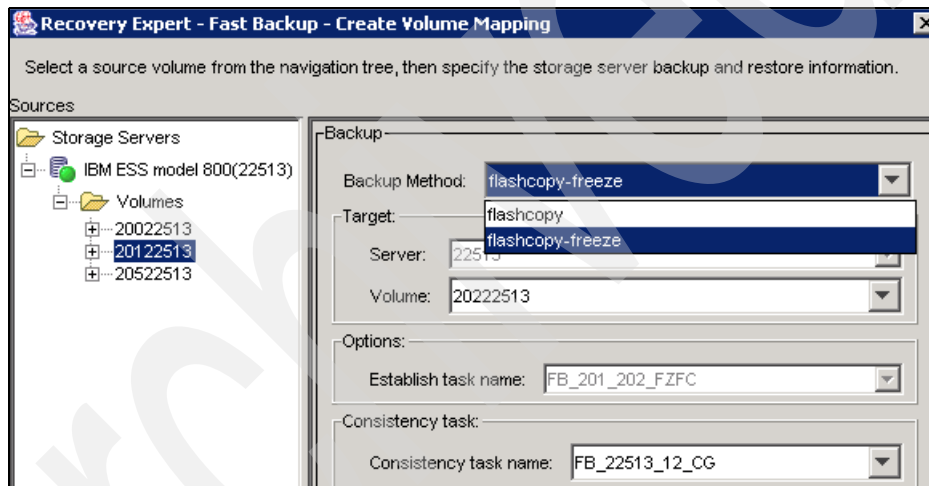 Recovery Expert - Fast Backup - Create Volume Mapping
Select a source volume from the navigation tree, then specify the storage server backup and restore information.
Sources
Storage Servers
IBM ESS model 800(22513)
Volumes
20022513
20122513
20522513
Backup
Backup Method: flashcopy-freeze
flashcopy
flashcopy-freeze
Target:
Server: 22513
Volume: 20222513
Options:
Establish task name: FB_201_202_FZFC
Consistency task:
Consistency task name: FB_22513_12_CG